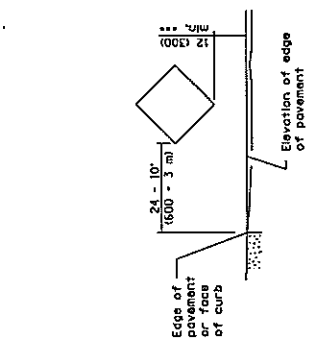 12 (300)
min. ***
24 - 10'
(600 - 3 m)
Elevation of edge
of pavement
Edge of
pavement
or face
of curb